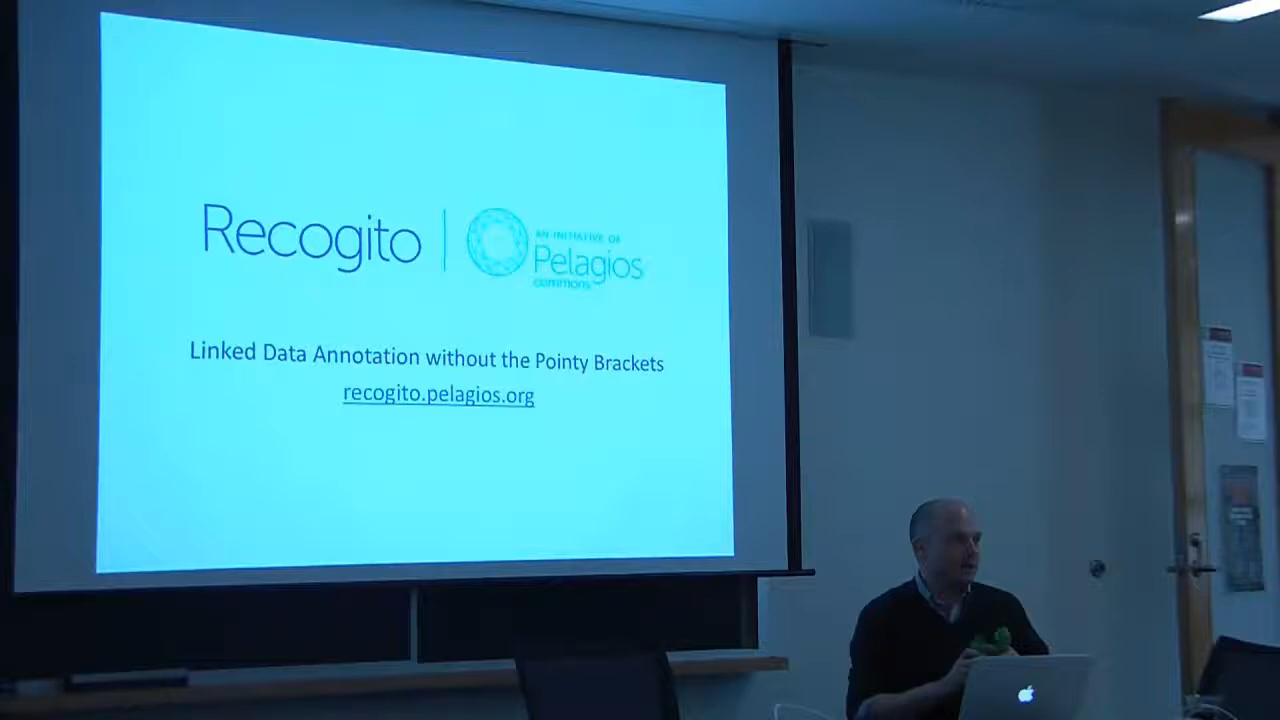 Recogito
AN INITIATIVE OF
Pelagios
commons
Linked Data Annotation without the Pointy Brackets
recogito.pelagios.org